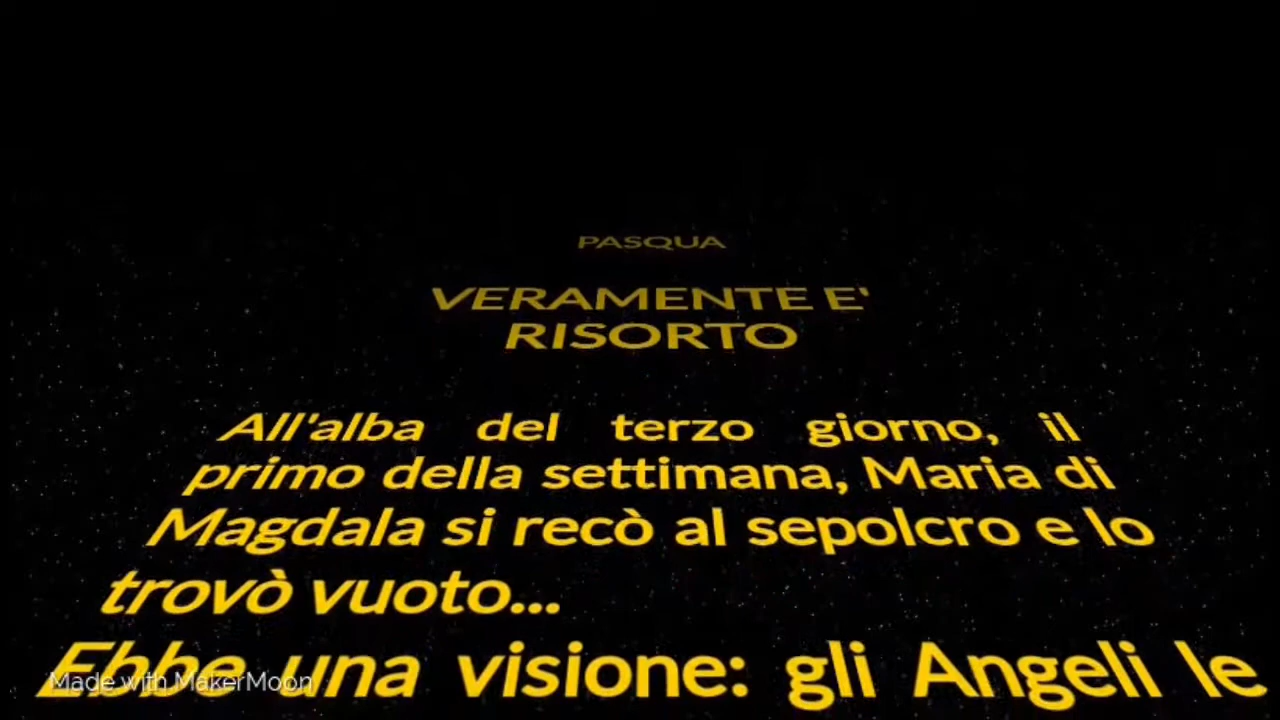 PASQUA
VERAMENTE E'
RISORTO
All'alba del terzo giorno, il
primo della settimana, Maria di
Magdala si recò al sepolcro e lo
trovò vuoto...
Ebbe una visione: gli Angeli le
Made with MakerMoon